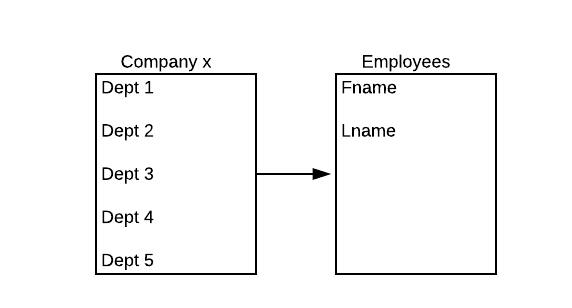 Company x
Dept 1
Dept 2
Dept 3
Dept 4
Dept 5
Employees
Fname
Lname